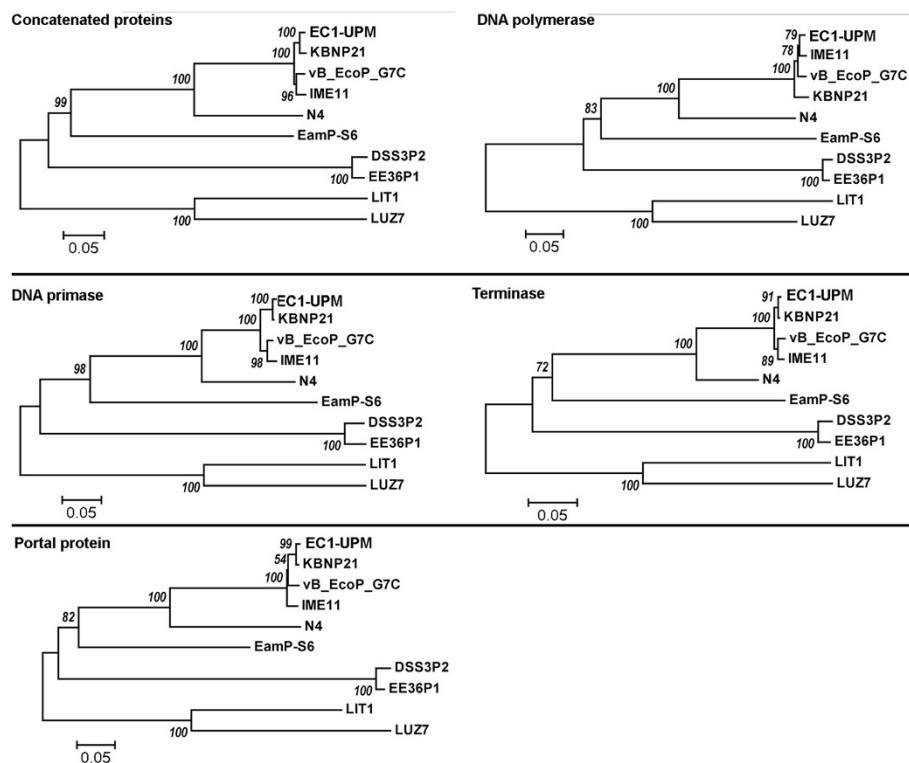 Concatenated proteins
100
EC1-UPM
100
KBNP21
vB_EcoP_G7C
100
96
IME11
99
N4
EamP-S6
DSS3P2
100
EE36P1
LIT1
100
LUZ7
0.05
DNA polymerase
79
EC1-UPM
78
IME11
100
vB_EcoP_G7C
KBNP21
100
N4
83
EamP-S6
DSS3P2
100
EE36P1
LIT1
100
LUZ7
0.05
DNA primase
100
EC1-UPM
100
KBNP21
vB_EcoP_G7C
100
98
IME11
98
N4
EamP-S6
DSS3P2
100
EE36P1
LIT1
100
LUZ7
0.05
Terminase
91
EC1-UPM
100
KBNP21
vB_EcoP_G7C
100
89
IME11
72
N4
EamP-S6
DSS3P2
100
EE36P1
LIT1
100
LUZ7
0.05
Portal protein
99
EC1-UPM
54
KBNP21
100
vB_EcoP_G7C
100
IME11
82
N4
EamP-S6
DSS3P2
100
EE36P1
LIT1
100
LUZ7
0.05